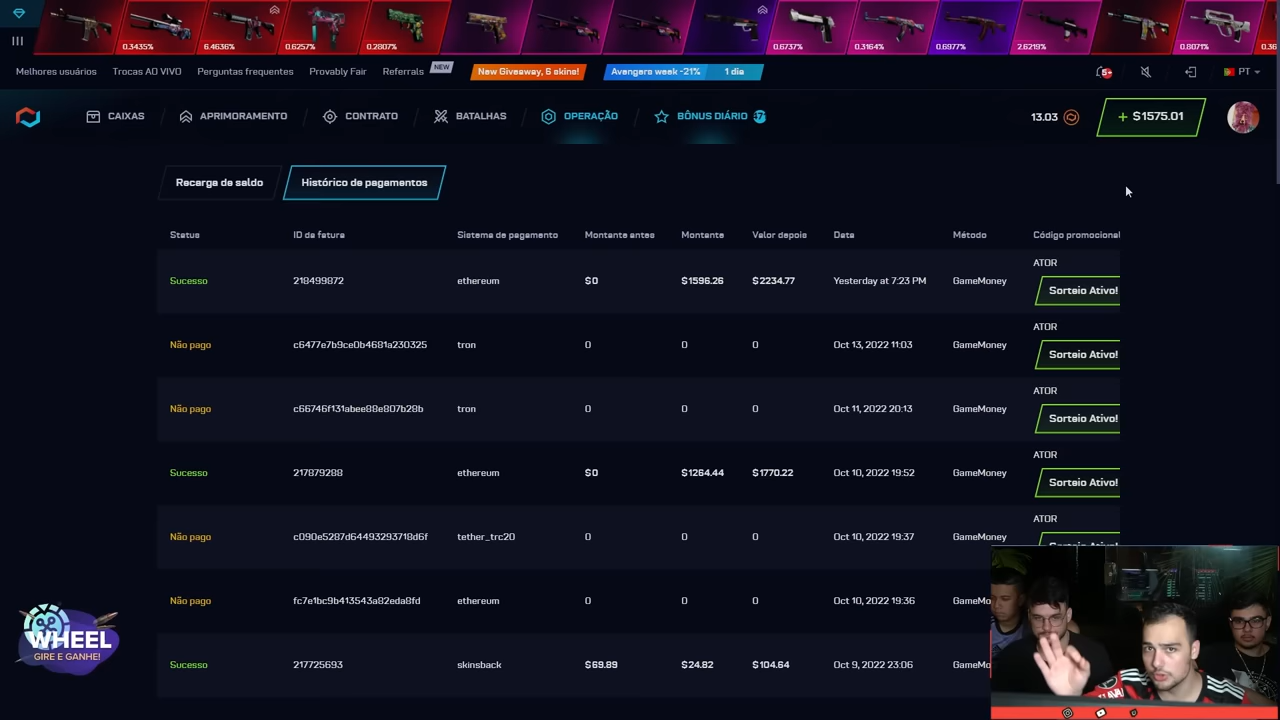 0.3435%
6.4636%
0.6257%
0.2807%
0.6737%
0.3164%
0.6977%
2.6219%
0.8071%
0.36
Melhores usuários
Trocas AO VIVO
Perguntas frequentes
Provably Fair
Referrals
NEW
New Giveaway, 6 skins!
Avengers week -21%
1 dia
5+
PT
CAIXAS
APRIMORAMENTO
CONTRATO
BATALHAS
OPERAÇÃO
BÔNUS DIÁRIO
13.03
+ $1575.01
Recarga de saldo
Histórico de pagamentos
Status
ID da fatura
Sistema de pagamento
Montante antes
Montante
Valor depois
Data
Método
Código promocional
Sucesso
218499872
ethereum
$0
$1596.26
$2234.77
Yesterday at 7:23 PM
GameMoney
ATOR
Sorteio Ativo!
Não pago
c6477e7b9ce0b4681a230325
tron
0
0
0
Oct 13, 2022 11:03
GameMoney
ATOR
Sorteio Ativo!
Não pago
c66746f131abee88e807b28b
tron
0
0
0
Oct 11, 2022 20:13
GameMoney
ATOR
Sorteio Ativo!
Sucesso
217879288
ethereum
$0
$1264.44
$1770.22
Oct 10, 2022 19:52
GameMoney
ATOR
Sorteio Ativo!
Não pago
c090e5287d64493293718d6f
tether_trc20
0
0
0
Oct 10, 2022 19:37
GameMoney
ATOR
Sorteio Ativo!
Não pago
fc7e1bc9b413543a82eda8fd
ethereum
0
0
0
Oct 10, 2022 19:36
GameMo
Sucesso
217725693
skinsback
$69.89
$24.82
$104.64
Oct 9, 2022 23:06
GameMo
WHEEL
GIRE E GANHE!